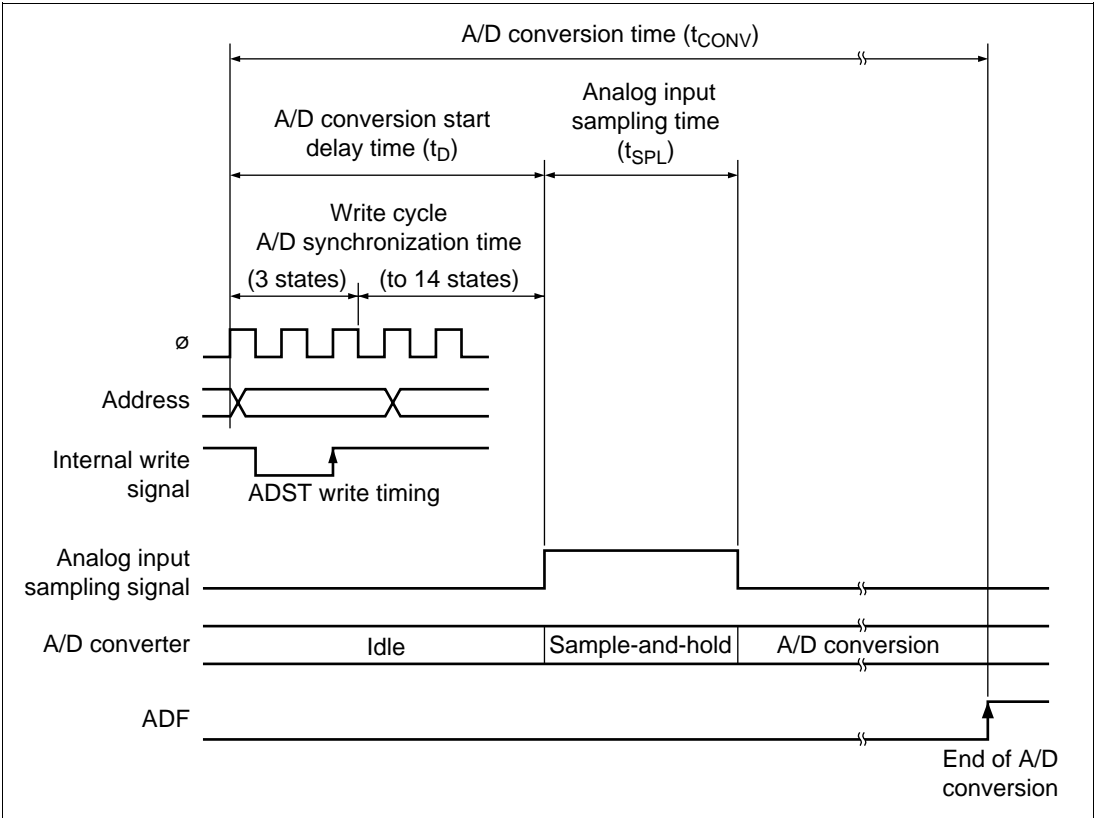 A/D conversion time (tCONV)
Analog input
sampling time
(tSPL)
A/D conversion start
delay time (tD)
Write cycle
A/D synchronization time
(3 states) (to 14 states)
ø
Address
Internal write
signal
ADST write timing
Analog input
sampling signal
A/D converter Idle Sample-and-hold A/D conversion
ADF
End of A/D
conversion